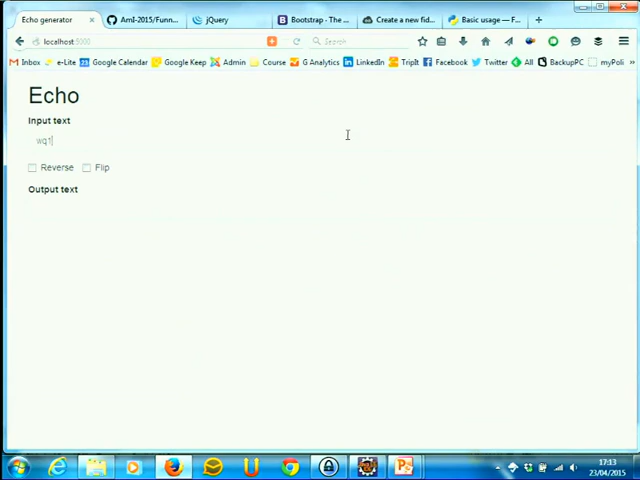 Echo generator
AmI-2015/Funn...
jQuery
Bootstrap - The ...
Create a new fid...
Basic usage — F...
localhost:5000
Search
Inbox
e-Lite
Google Calendar
Google Keep
Admin
Course
G Analytics
LinkedIn
TripIt
Facebook
Twitter
All
BackupPC
myPoli
Echo
Input text
wq1
Reverse
Flip
Output text
17:13
23/04/2015